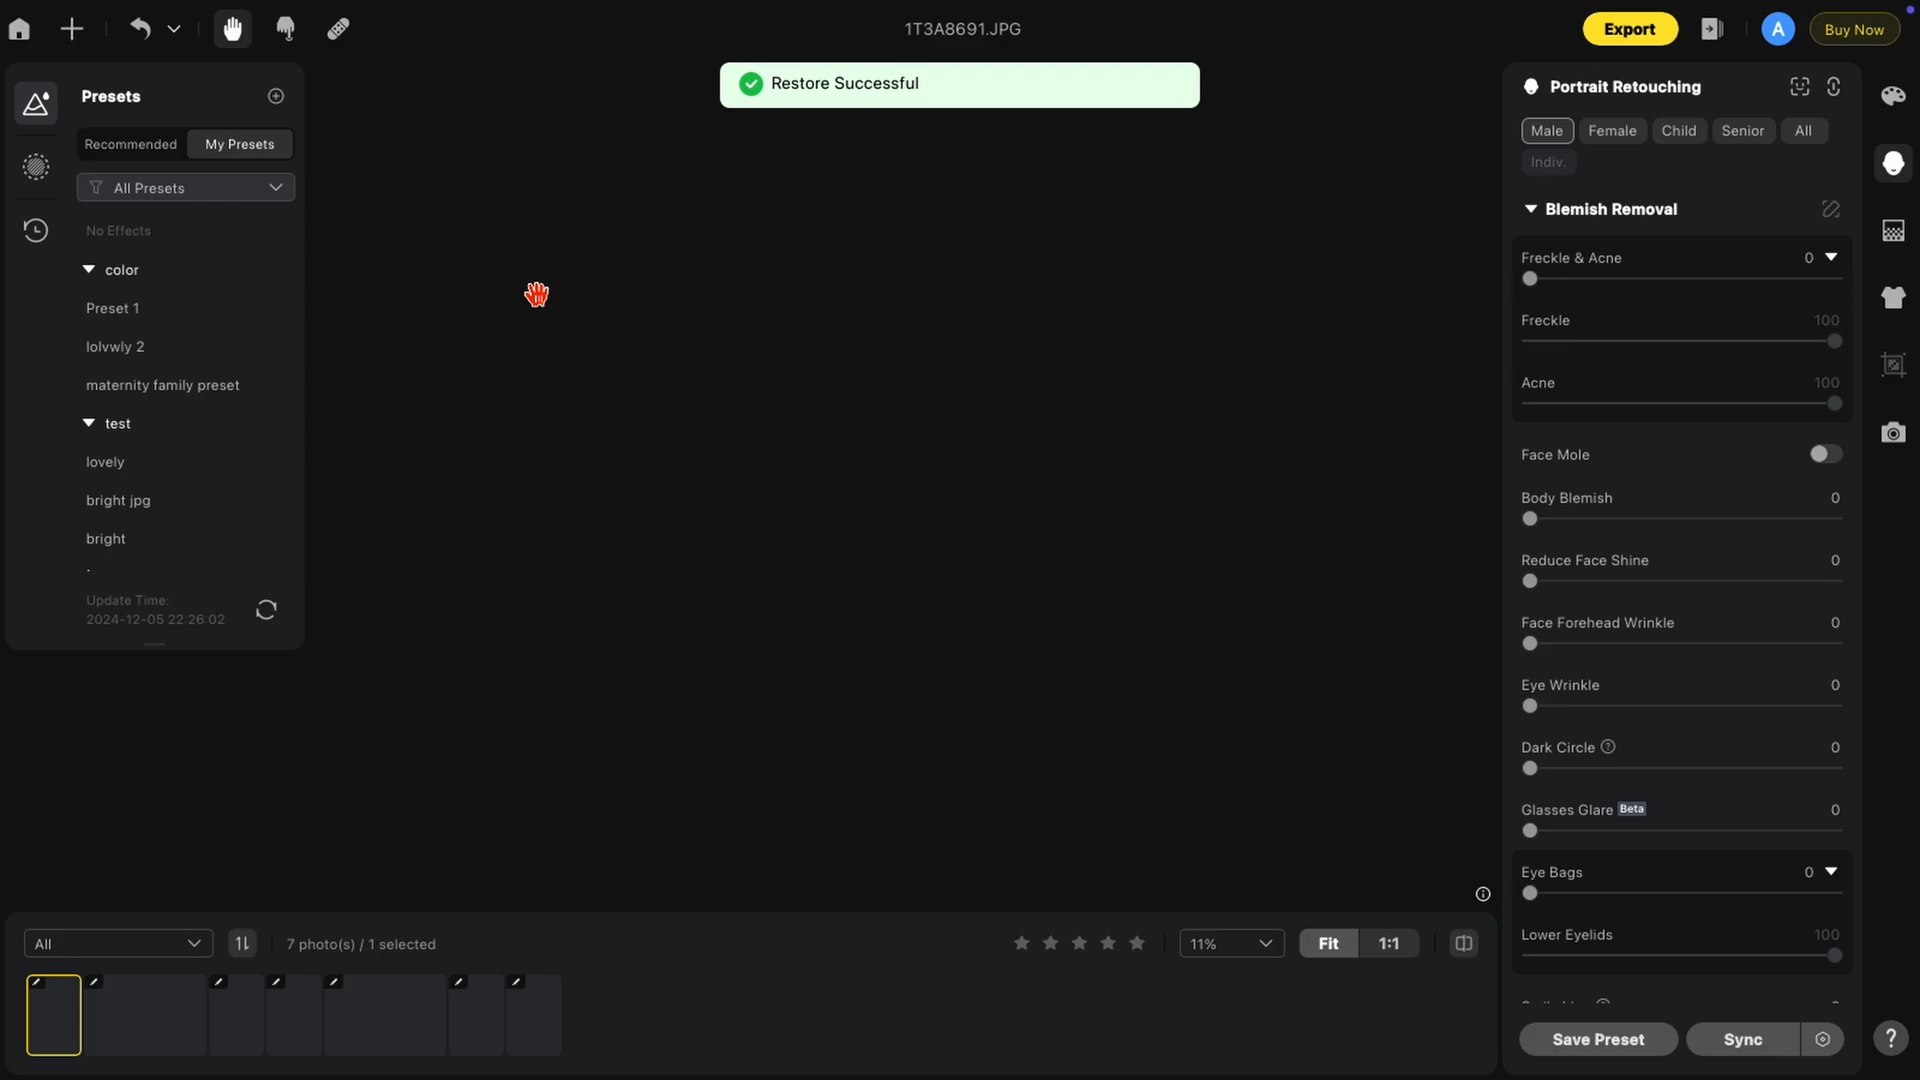 1T3A8691.JPG
Export
A
Buy Now
Restore Successful
Presets
Recommended
My Presets
All Presets
No Effects
color
Preset 1
lolvwly 2
maternity family preset
test
lovely
bright jpg
bright
.
Update Time:
2024-12-05 22:26:02
Portrait Retouching
Male
Female
Child
Senior
All
Indiv.
Blemish Removal
Freckle & Acne 0
Freckle 100
Acne 100
Face Mole
Body Blemish 0
Reduce Face Shine 0
Face Forehead Wrinkle 0
Eye Wrinkle 0
Dark Circle ? 0
Glasses Glare Beta 0
Eye Bags 0
Lower Eyelids 100
Save Preset
Sync
?
All
7 photo(s) / 1 selected
11%
Fit
1:1